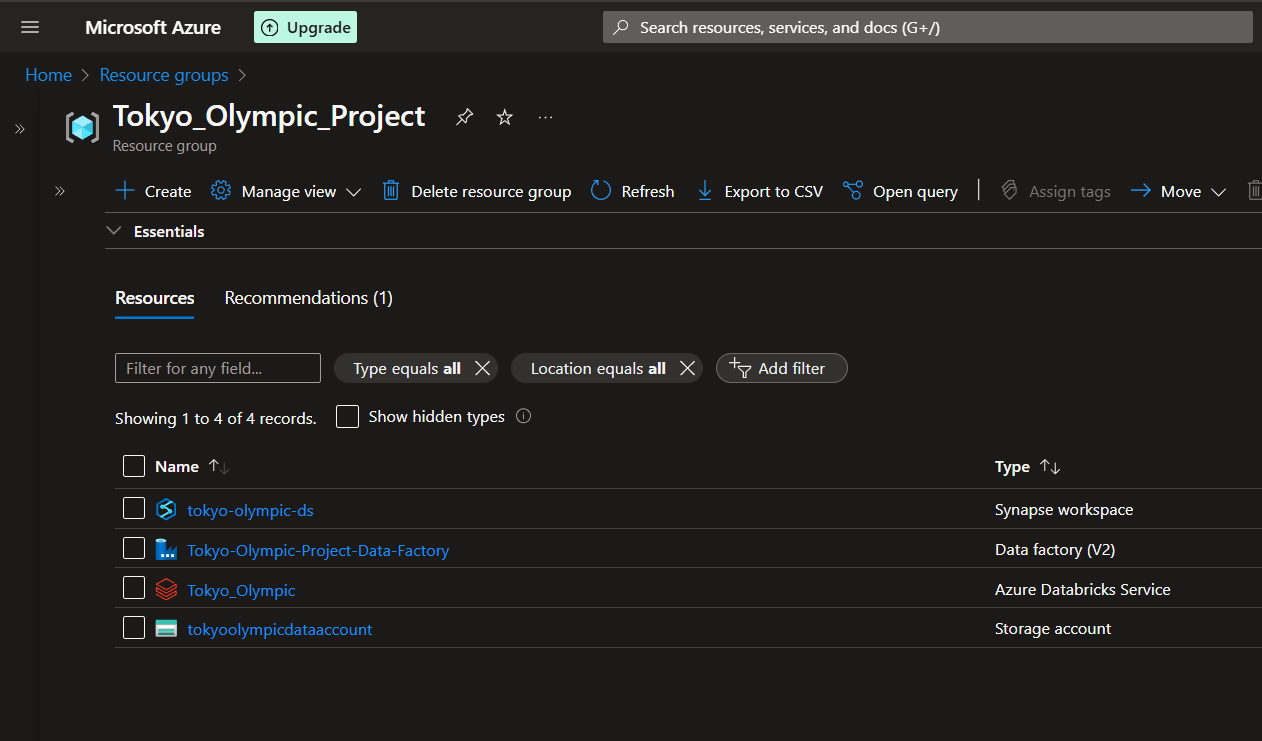 Microsoft Azure Upgrade Search resources, services, and docs (G+/)
Home > Resource groups >
Tokyo_Olympic_Project ...
Resource group
Create Manage view Delete resource group Refresh Export to CSV Open query Assign tags Move
Essentials
Resources Recommendations (1)
Filter for any field... Type equals all Location equals all Add filter
Showing 1 to 4 of 4 records. Show hidden types
Name Type
tokyo-olympic-ds Synapse workspace
Tokyo-Olympic-Project-Data-Factory Data factory (V2)
Tokyo_Olympic Azure Databricks Service
tokyoolympicdataaccount Storage account